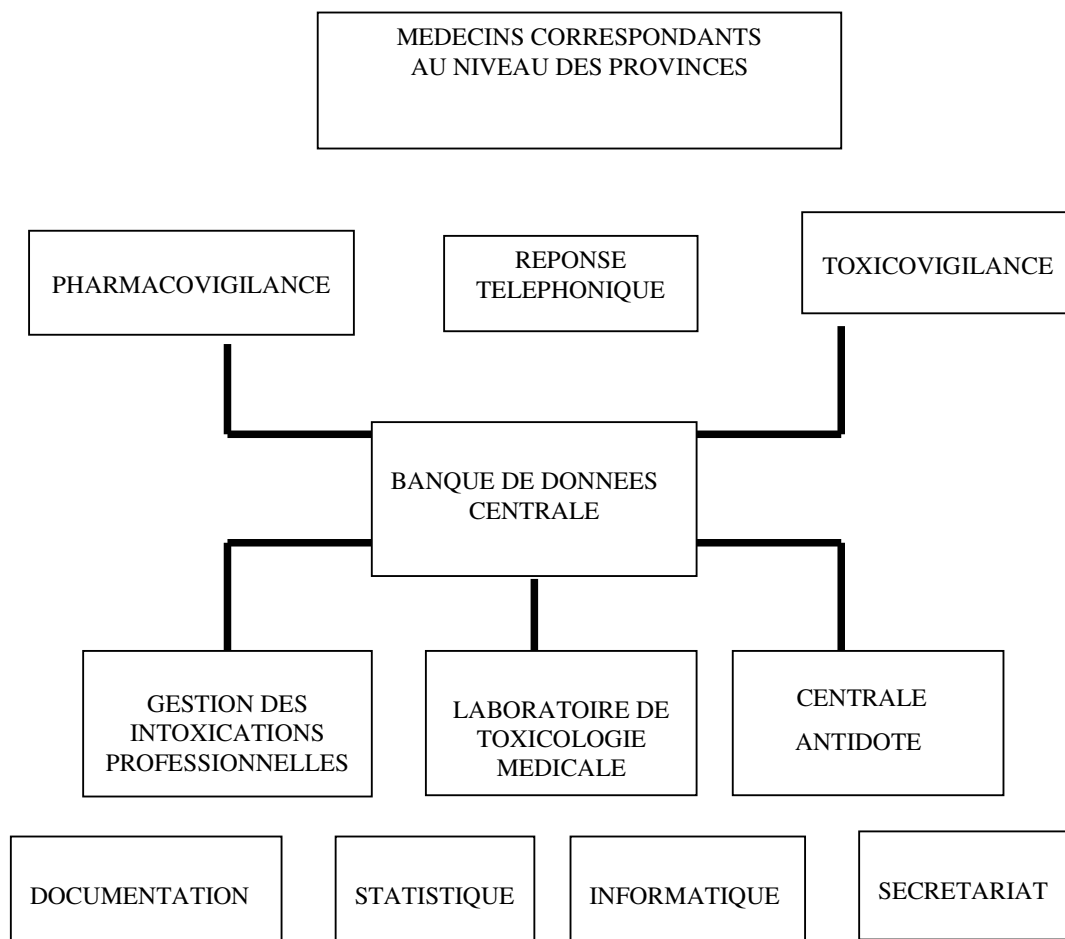 MEDECINS CORRESPONDANTS
AU NIVEAU DES PROVINCES
PHARMACOVIGILANCE
REPONSE
TELEPHONIQUE
TOXICOVIGILANCE
BANQUE DE DONNEES
CENTRALE
GESTION DES
INTOXICATIONS
PROFESSIONNELLES
LABORATOIRE DE
TOXICOLOGIE
MEDICALE
CENTRALE
ANTIDOTE
DOCUMENTATION
STATISTIQUE
INFORMATIQUE
SECRETARIAT